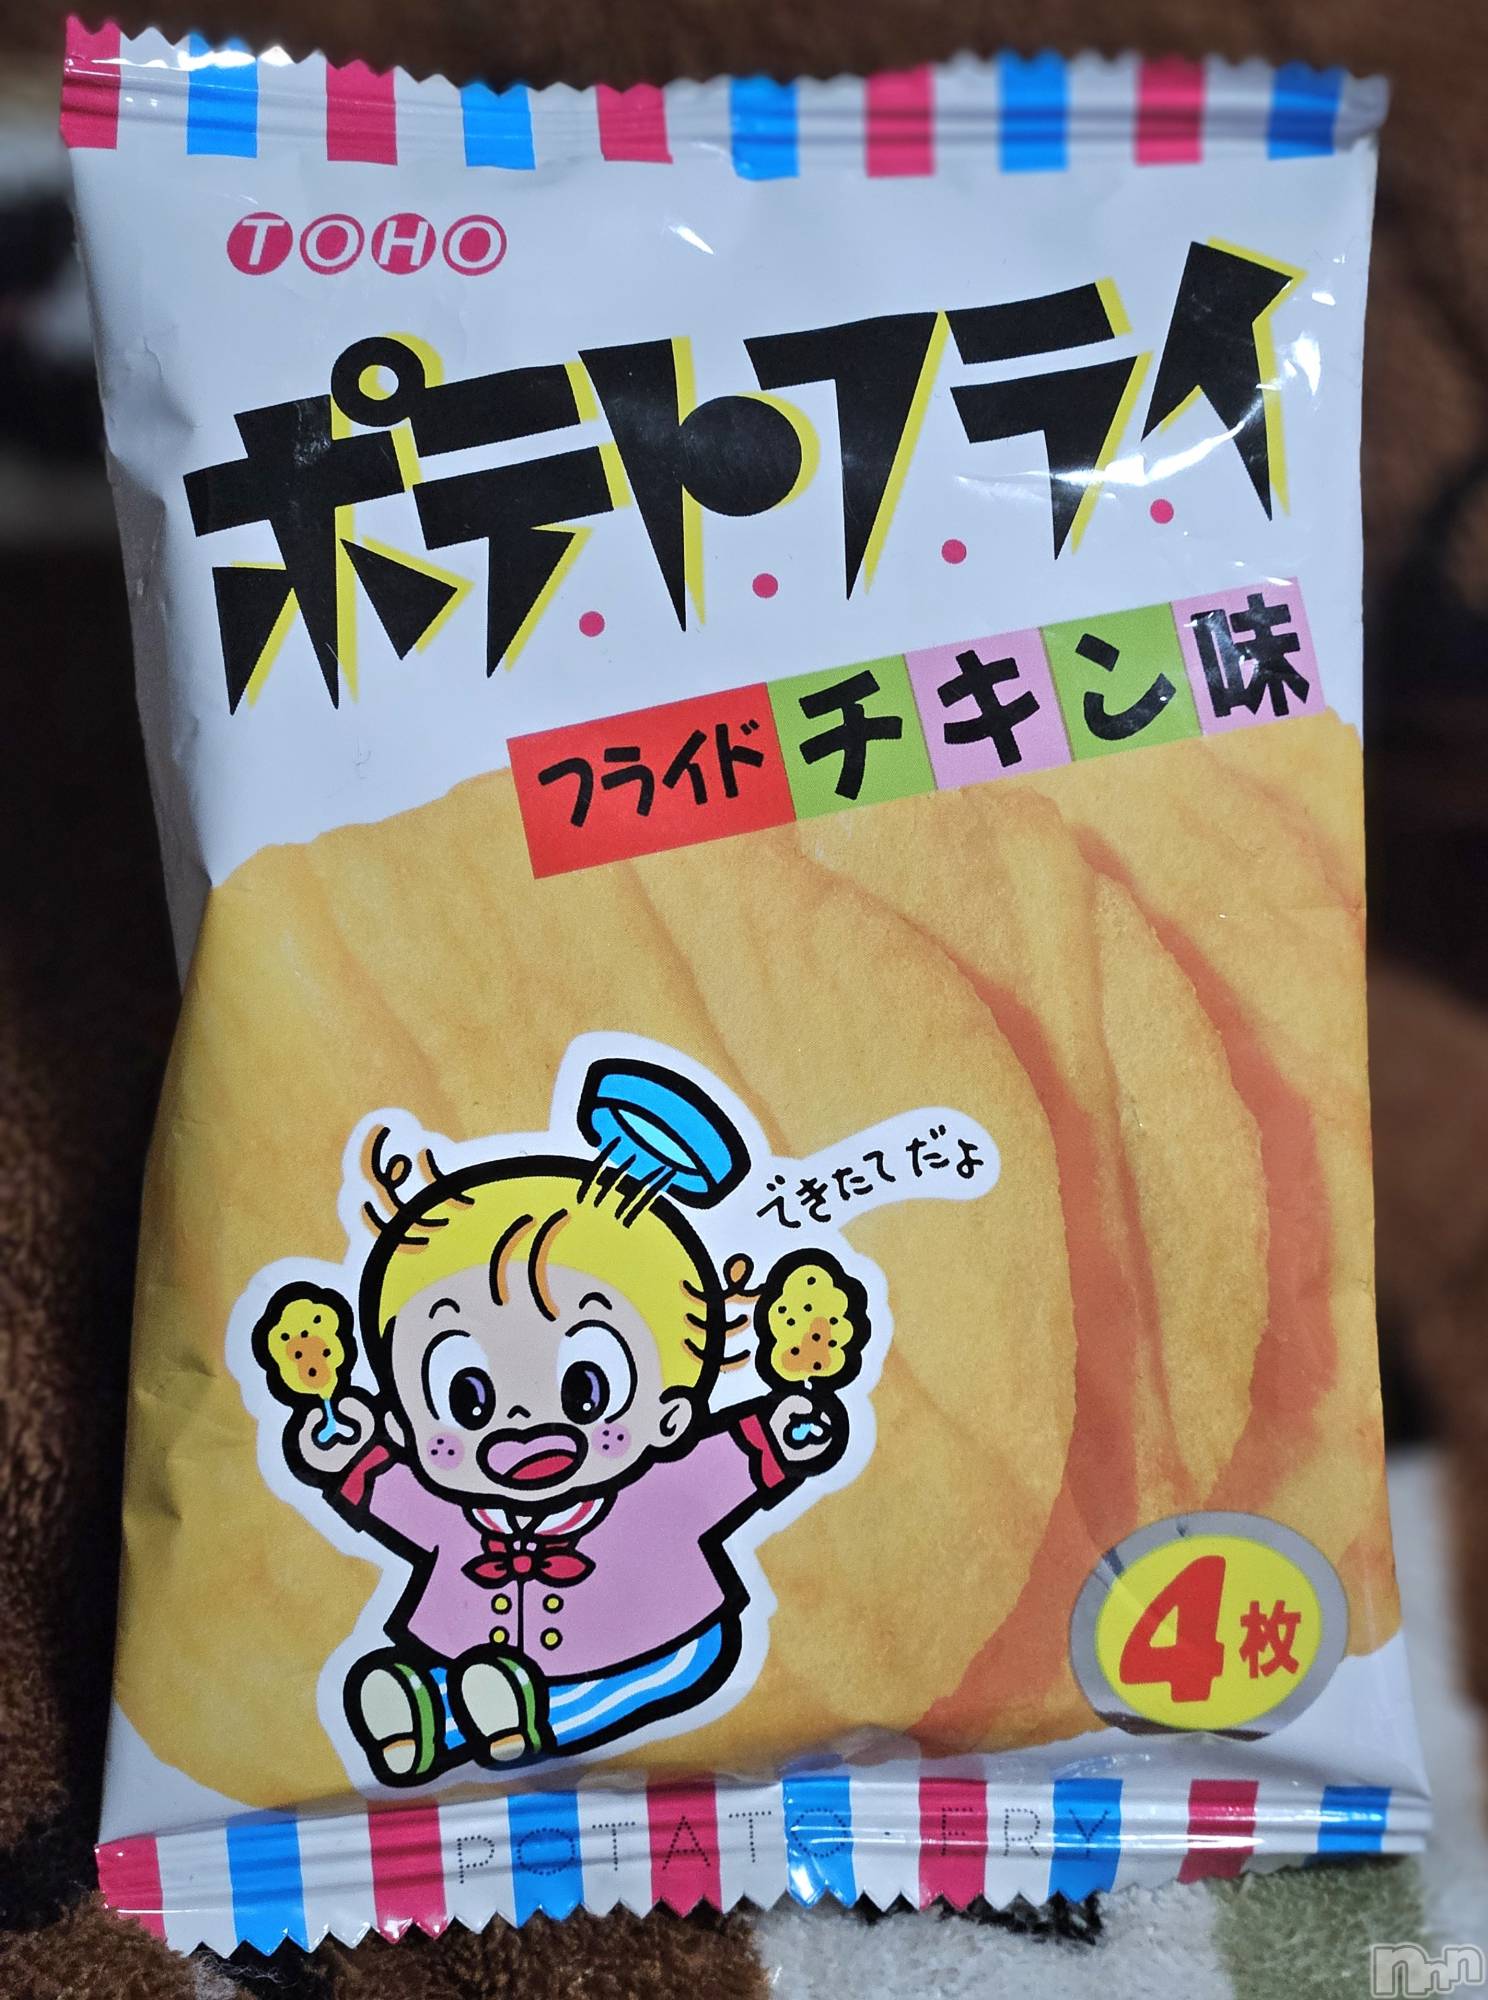 TOHO
ポテトフライ
フライドチキン味
できたてだよ
4枚
POTATO・FRY
nnn